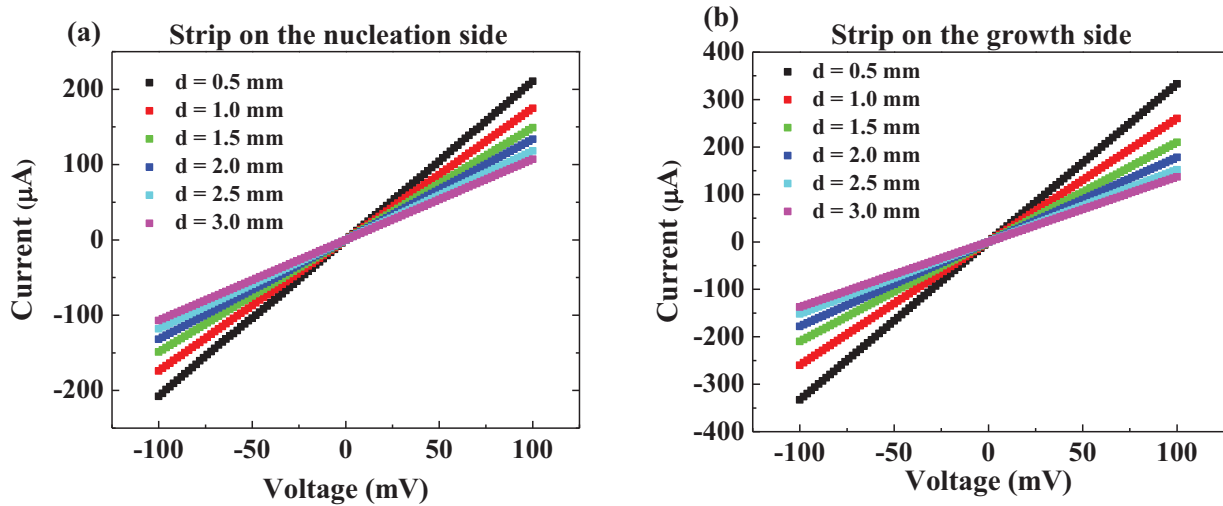 (a)
Strip on the nucleation side
d = 0.5 mm
d = 1.0 mm
d = 1.5 mm
d = 2.0 mm
d = 2.5 mm
d = 3.0 mm
200
100
0
-100
-200
Current (μA)
-100 -50 0 50 100
Voltage (mV)
(b)
Strip on the growth side
d = 0.5 mm
d = 1.0 mm
d = 1.5 mm
d = 2.0 mm
d = 2.5 mm
d = 3.0 mm
400
300
200
100
0
-100
-200
-300
-400
Current (μA)
-100 -50 0 50 100
Voltage (mV)